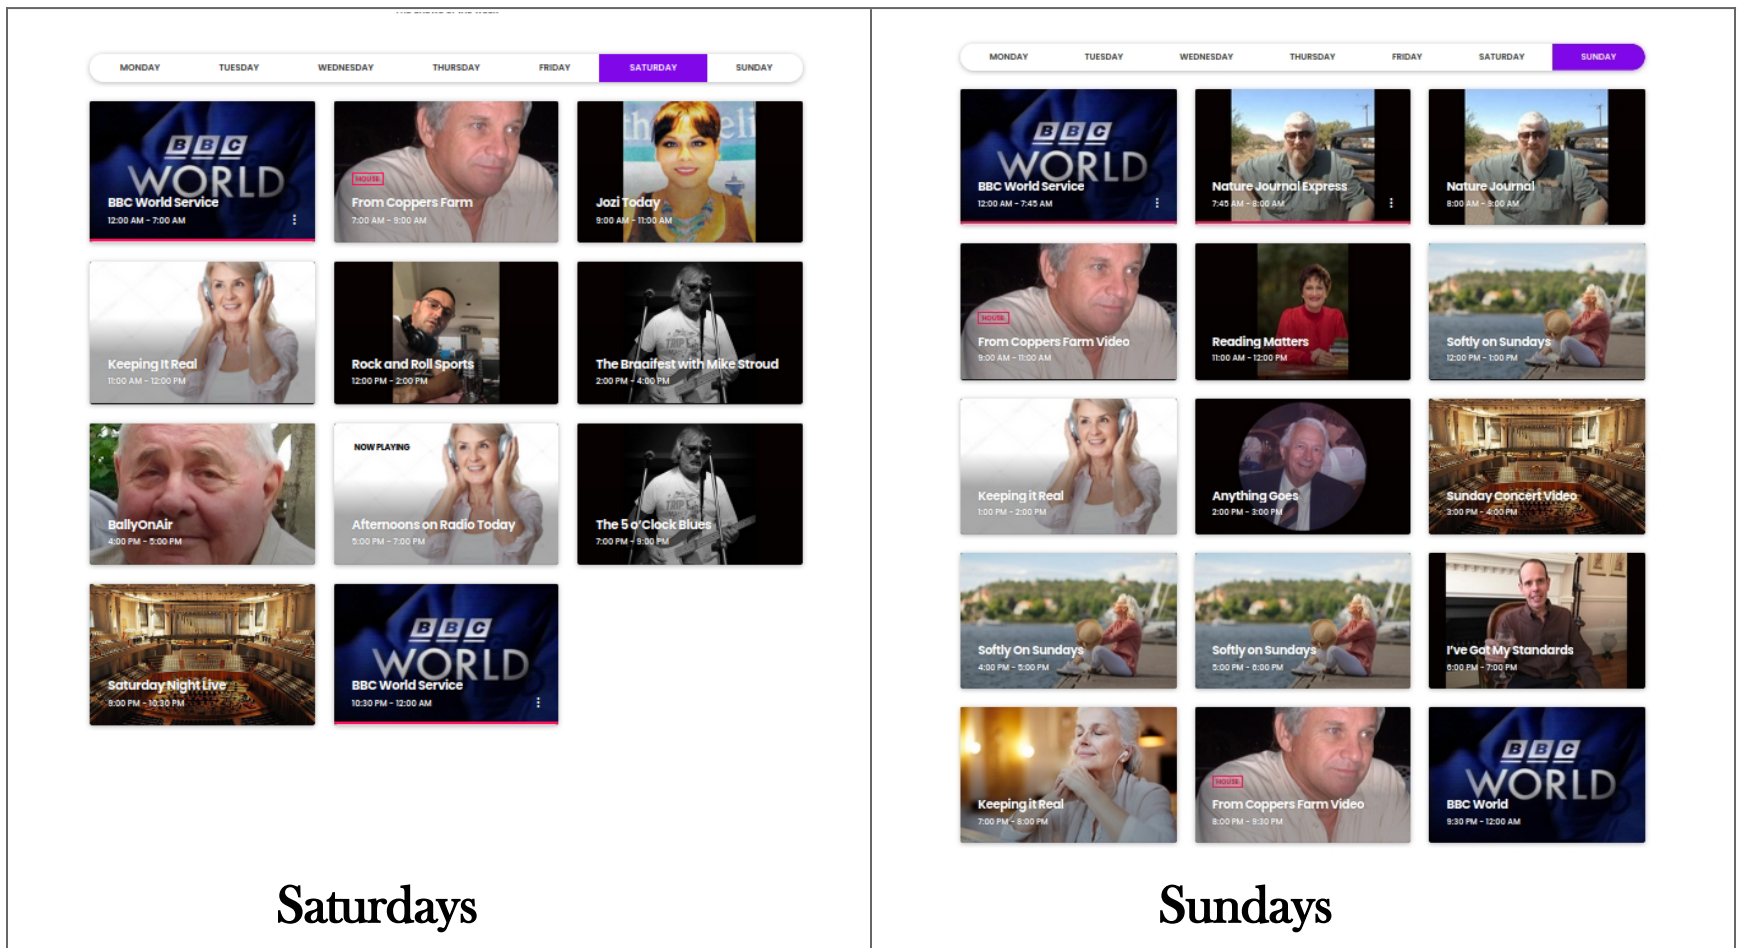 MONDAY TUESDAY WEDNESDAY THURSDAY FRIDAY SATURDAY SUNDAY
BBC
WORLD
BBC World Service
12:00 AM - 7:00 AM
HOUSE
From Coppers Farm
7:00 AM - 9:00 AM
Jozi Today
9:00 AM - 11:00 AM
Keeping It Real
11:00 AM - 12:00 PM
Rock and Roll Sports
12:00 PM - 2:00 PM
The Braaifest with Mike Stroud
2:00 PM - 4:00 PM
BallyOnAir
4:00 PM - 5:00 PM
NOW PLAYING
Afternoons on Radio Today
5:00 PM - 7:00 PM
The 5 o'Clock Blues
7:00 PM - 9:00 PM
Saturday Night Live
9:00 PM - 10:30 PM
BBC
WORLD
BBC World Service
10:30 PM - 12:00 AM
Saturdays
MONDAY TUESDAY WEDNESDAY THURSDAY FRIDAY SATURDAY SUNDAY
BBC
WORLD
BBC World Service
12:00 AM - 7:45 AM
Nature Journal Express
7:45 AM - 8:00 AM
Nature Journal
8:00 AM - 9:00 AM
HOUSE
From Coppers Farm Video
9:00 AM - 11:00 AM
Reading Matters
11:00 AM - 12:00 PM
Softly on Sundays
12:00 PM - 1:00 PM
Keeping it Real
1:00 PM - 2:00 PM
Anything Goes
2:00 PM - 3:00 PM
Sunday Concert Video
3:00 PM - 4:00 PM
Softly On Sundays
4:00 PM - 5:00 PM
Softly on Sundays
5:00 PM - 6:00 PM
I've Got My Standards
6:00 PM - 7:00 PM
Keeping it Real
7:00 PM - 8:00 PM
HOUSE
From Coppers Farm Video
8:00 PM - 9:30 PM
BBC
WORLD
BBC World
9:30 PM - 12:00 AM
Sundays